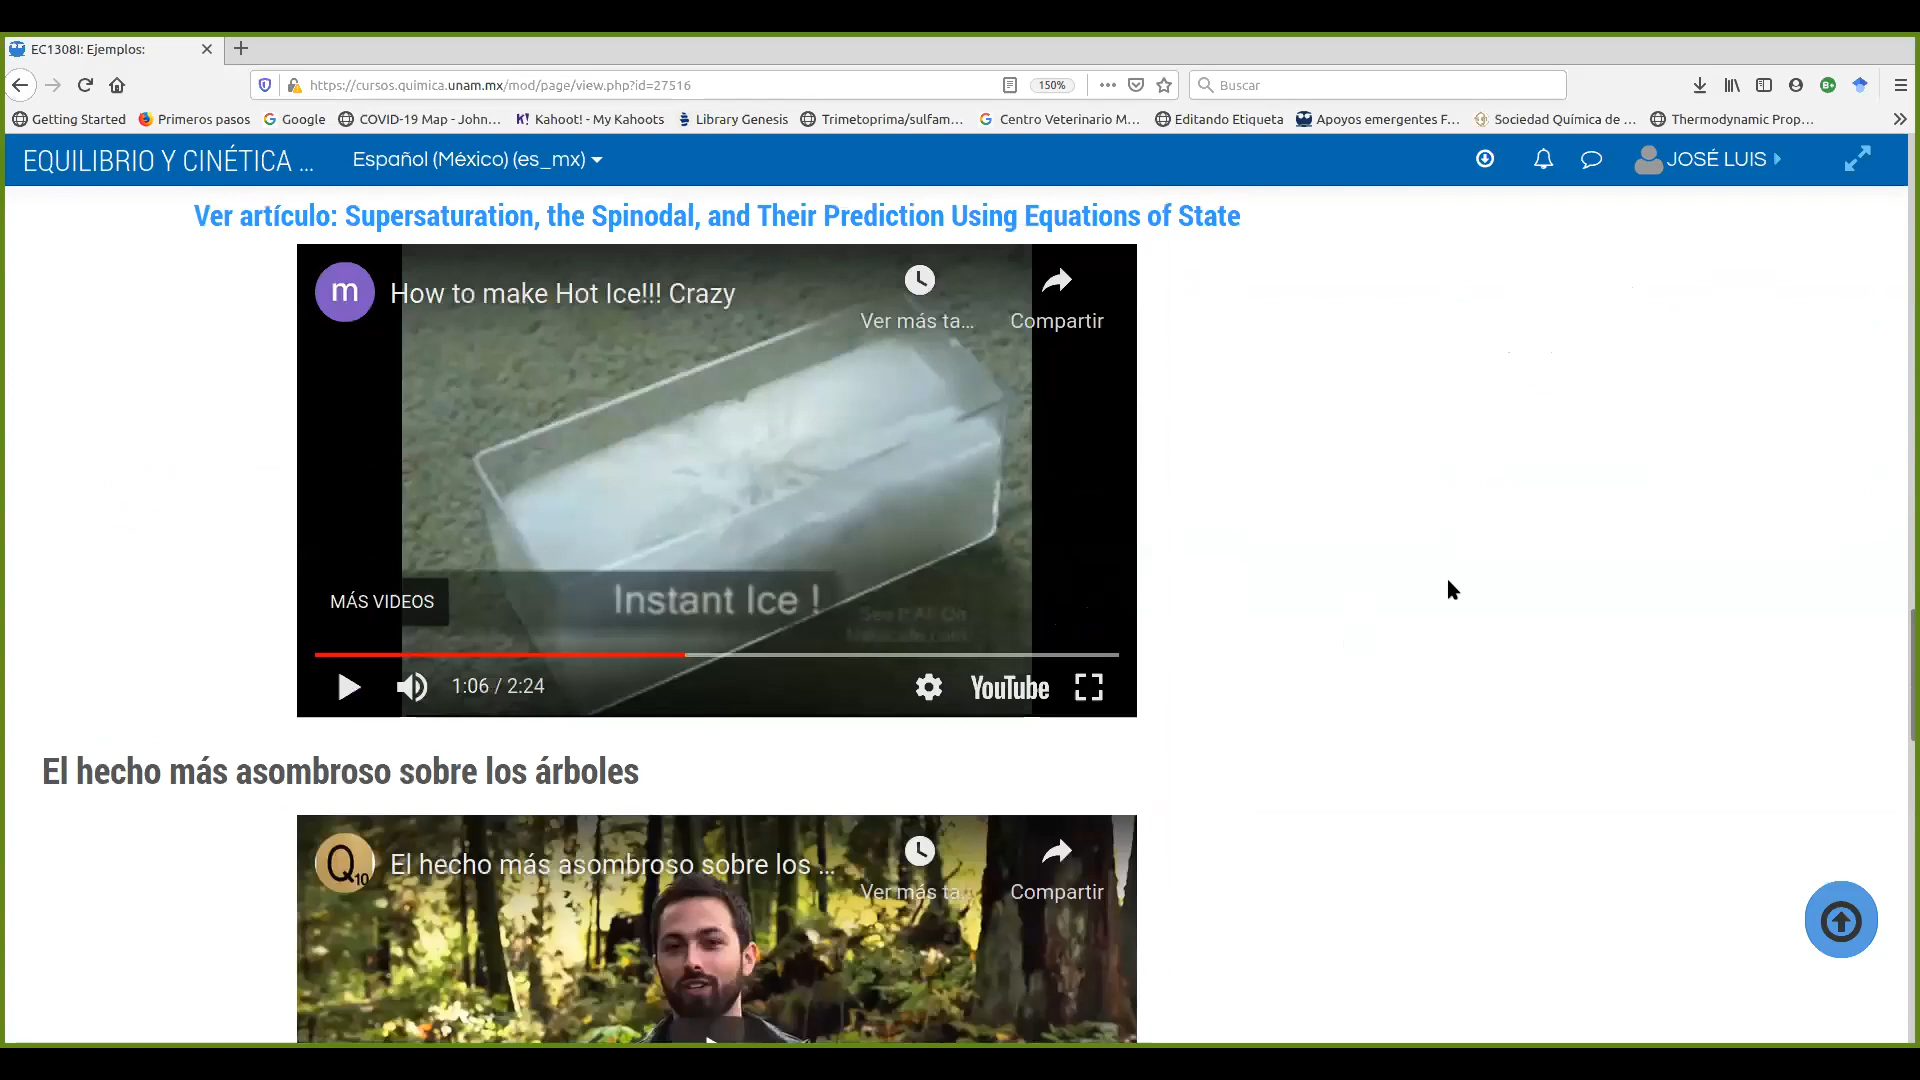 EC1308I: Ejemplos:
https://cursos.quimica.unam.mx/mod/page/view.php?id=27516
150%
Buscar
Getting Started
Primeros pasos
Google
COVID-19 Map - John...
Kahoot! - My Kahoots
Library Genesis
Trimetoprima/sulfam...
Centro Veterinario M...
Editando Etiqueta
Apoyos emergentes F...
Sociedad Química de ...
Thermodynamic Prop...
EQUILIBRIO Y CINÉTICA ...
Español (México) (es_mx)
JOSÉ LUIS
Ver artículo: Supersaturation, the Spinodal, and Their Prediction Using Equations of State
m
How to make Hot Ice!!! Crazy
Ver más ta...
Compartir
MÁS VIDEOS
Instant Ice !
See It All On
1:06 / 2:24
YouTube
El hecho más asombroso sobre los árboles
Q10
El hecho más asombroso sobre los ...
Ver más ta...
Compartir